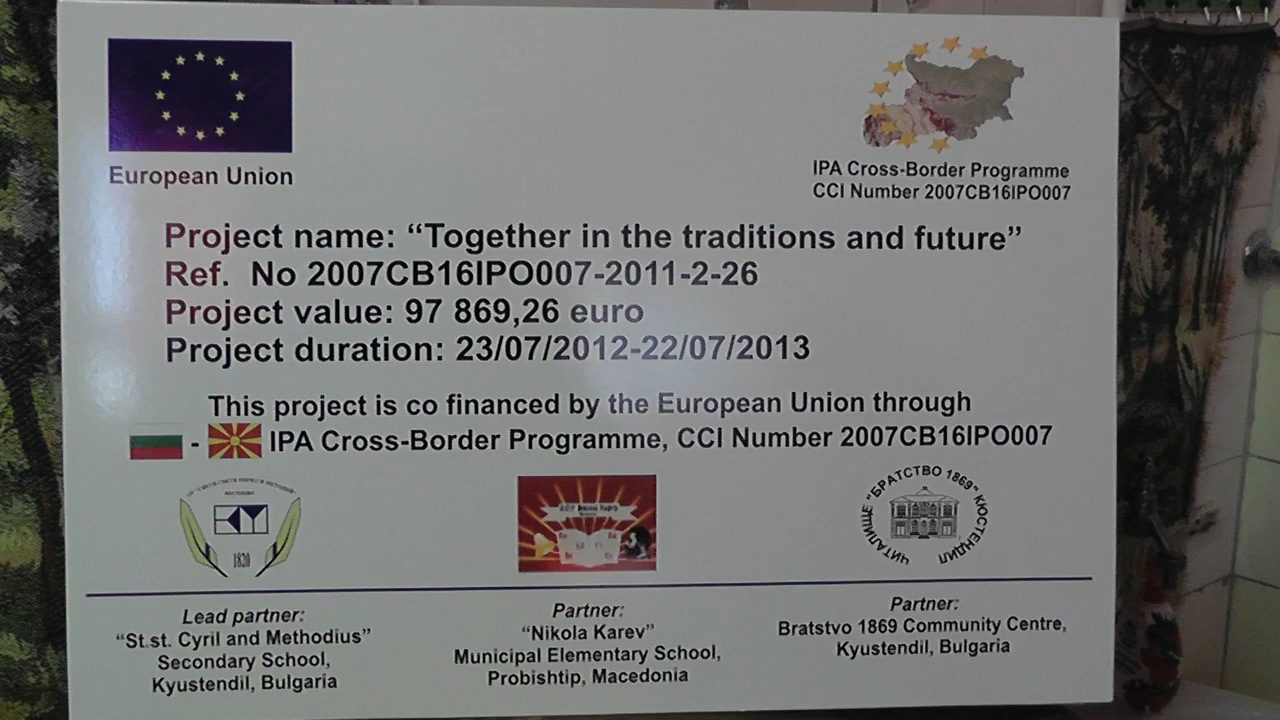 European Union
IPA Cross-Border Programme
CCI Number 2007CB16IPO007
Project name: “Together in the traditions and future”
Ref. No 2007CB16IPO007-2011-2-26
Project value: 97 869,26 euro
Project duration: 23/07/2012-22/07/2013
This project is co financed by the European Union through
- IPA Cross-Border Programme, CCI Number 2007CB16IPO007
1820
ЧИТАЛИЩЕ "БРАТСТВО 1869" КЮСТЕНДИЛ
Lead partner:
“St.st. Cyril and Methodius”
Secondary School,
Kyustendil, Bulgaria
Partner:
“Nikola Karev”
Municipal Elementary School,
Probishtip, Macedonia
Partner:
Bratstvo 1869 Community Centre,
Kyustendil, Bulgaria